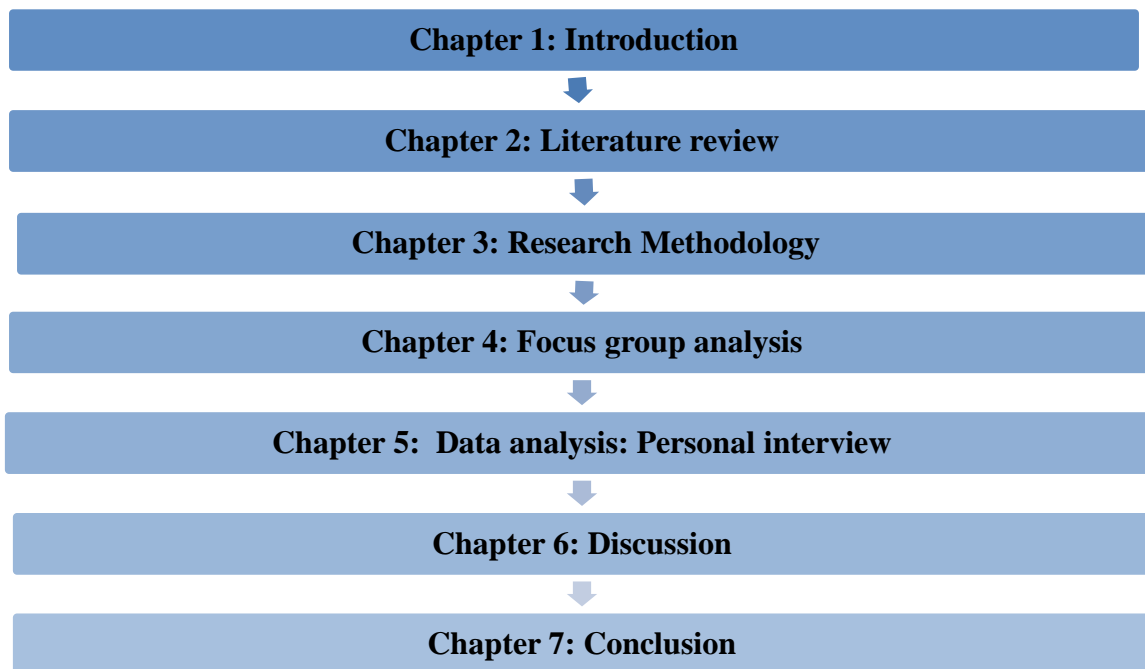 Chapter 1: Introduction
Chapter 2: Literature review
Chapter 3: Research Methodology
Chapter 4: Focus group analysis
Chapter 5:  Data analysis: Personal interview
Chapter 6: Discussion
Chapter 7: Conclusion